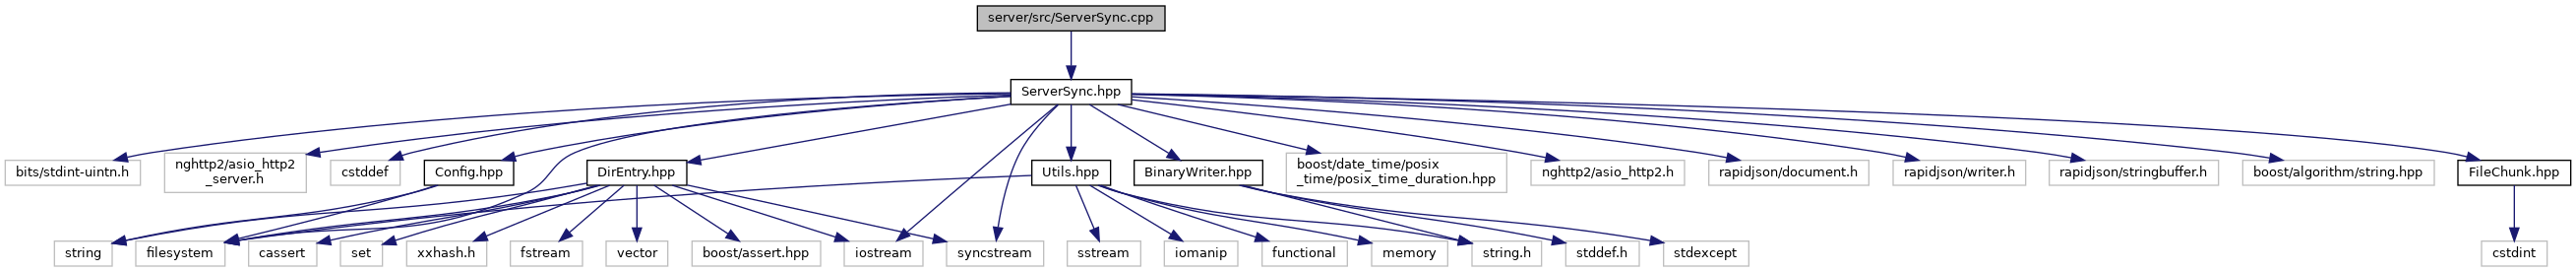 server/src/ServerSync.cpp
ServerSync.hpp
bits/stdint-uintn.h
nghttp2/asio_http2
_server.h
cstddef
Config.hpp
DirEntry.hpp
Utils.hpp
BinaryWriter.hpp
boost/date_time/posix
_time/posix_time_duration.hpp
nghttp2/asio_http2.h
rapidjson/document.h
rapidjson/writer.h
rapidjson/stringbuffer.h
boost/algorithm/string.hpp
FileChunk.hpp
string
filesystem
cassert
set
xxhash.h
fstream
vector
boost/assert.hpp
iostream
syncstream
sstream
iomanip
functional
memory
string.h
stddef.h
stdexcept
cstdint